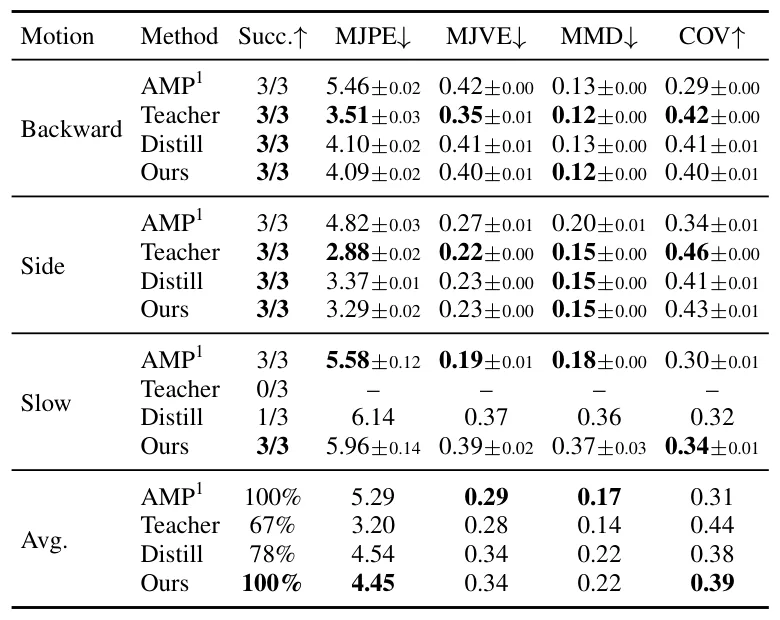 Motion Method Succ.↑ MJPE↓ MJVE↓ MMD↓ COV↑
AMP¹ 3/3 5.46±0.02 0.42±0.00 0.13±0.00 0.29±0.00
Backward
Teacher 3/3 3.51±0.03 0.35±0.01 0.12±0.00 0.42±0.00
Distill 3/3 4.10±0.02 0.41±0.01 0.13±0.00 0.41±0.01
Ours 3/3 4.09±0.02 0.40±0.01 0.12±0.00 0.40±0.01
AMP¹ 3/3 4.82±0.03 0.27±0.01 0.20±0.01 0.34±0.01
Side
Teacher 3/3 2.88±0.02 0.22±0.00 0.15±0.00 0.46±0.00
Distill 3/3 3.37±0.01 0.23±0.00 0.15±0.00 0.41±0.01
Ours 3/3 3.29±0.02 0.23±0.00 0.15±0.00 0.43±0.01
AMP¹ 3/3 5.58±0.12 0.19±0.01 0.18±0.00 0.30±0.01
Slow
Teacher 0/3 – – – –
Distill 1/3 6.14 0.37 0.36 0.32
Ours 3/3 5.96±0.14 0.39±0.02 0.37±0.03 0.34±0.01
AMP¹ 100% 5.29 0.29 0.17 0.31
Avg.
Teacher 67% 3.20 0.28 0.14 0.44
Distill 78% 4.54 0.34 0.22 0.38
Ours 100% 4.45 0.34 0.22 0.39